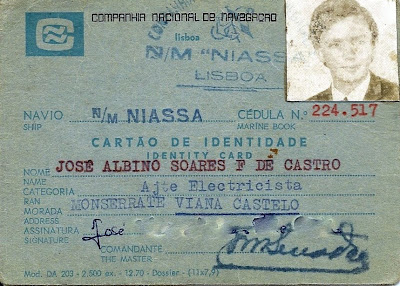 COMPANHIA NACIONAL DE NAVEGAÇÃO
lisboa
N/M "NIASSA"
LISBOA
NAVIO N/M NIASSA CÉDULA N.º 224.517
SHIP MARINE BOOK
CARTÃO DE IDENTIDADE
IDENTITY CARD
NOME JOSÉ ALBINO SOARES F DE CASTRO
NAME
CATEGORIA Ajte Electricista
RAN
MORADA MONSERRATE VIANA CASTELO
ADDRESS
ASSINATURA José
SIGNATURE
COMANDANTE
THE MASTER
Mod. DA 203 - 2.500 ex. - 12.70 - Dossier - (11x7,9)